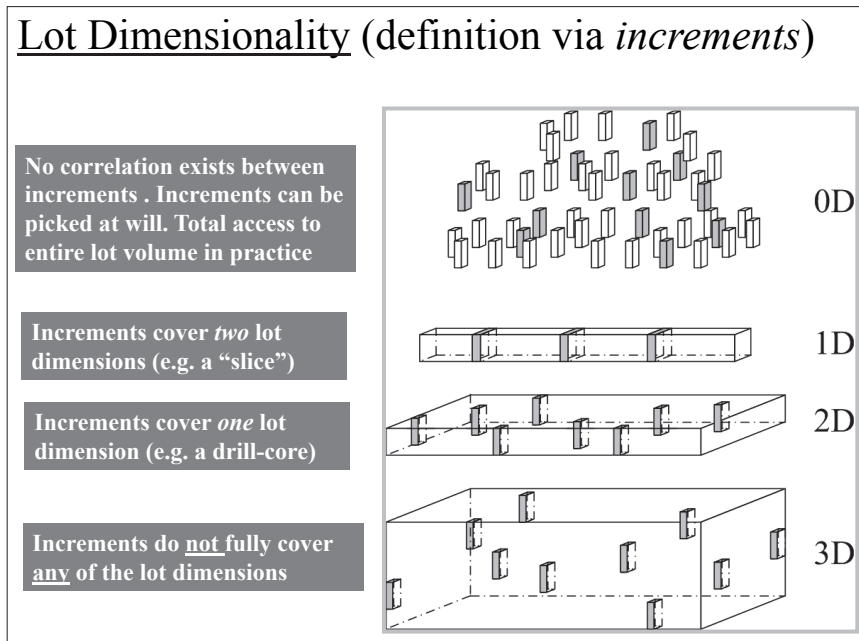 Lot Dimensionality (definition via increments)
No correlation exists between
increments . Increments can be
picked at will. Total access to
entire lot volume in practice
0D
Increments cover two lot
dimensions (e.g. a “slice”)
1D
Increments cover one lot
dimension (e.g. a drill-core)
2D
Increments do not fully cover
any of the lot dimensions
3D